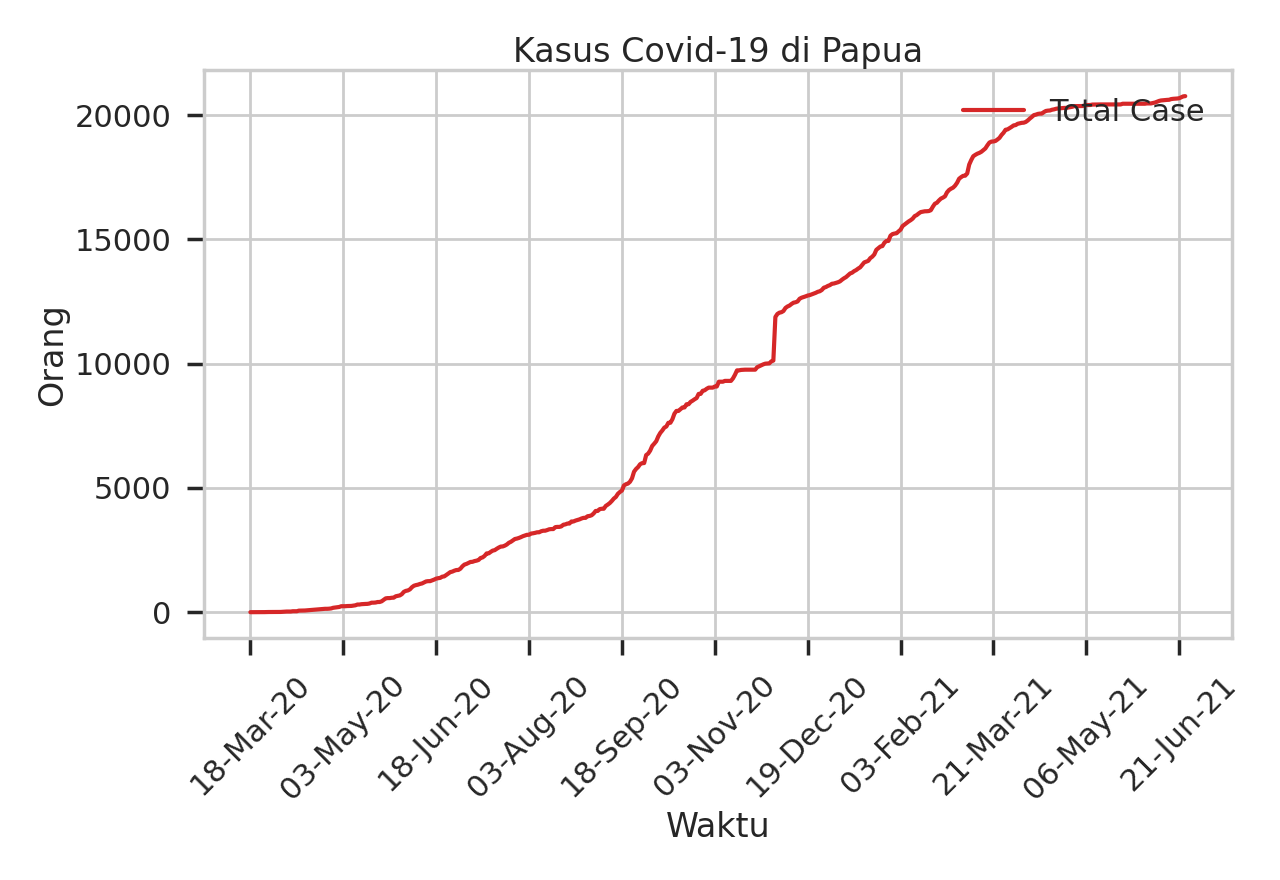 Kasus Covid-19 di Papua
Total Case
Orang
20000
15000
10000
5000
0
18-Mar-20
03-May-20
18-Jun-20
03-Aug-20
18-Sep-20
03-Nov-20
19-Dec-20
03-Feb-21
21-Mar-21
06-May-21
21-Jun-21
Waktu